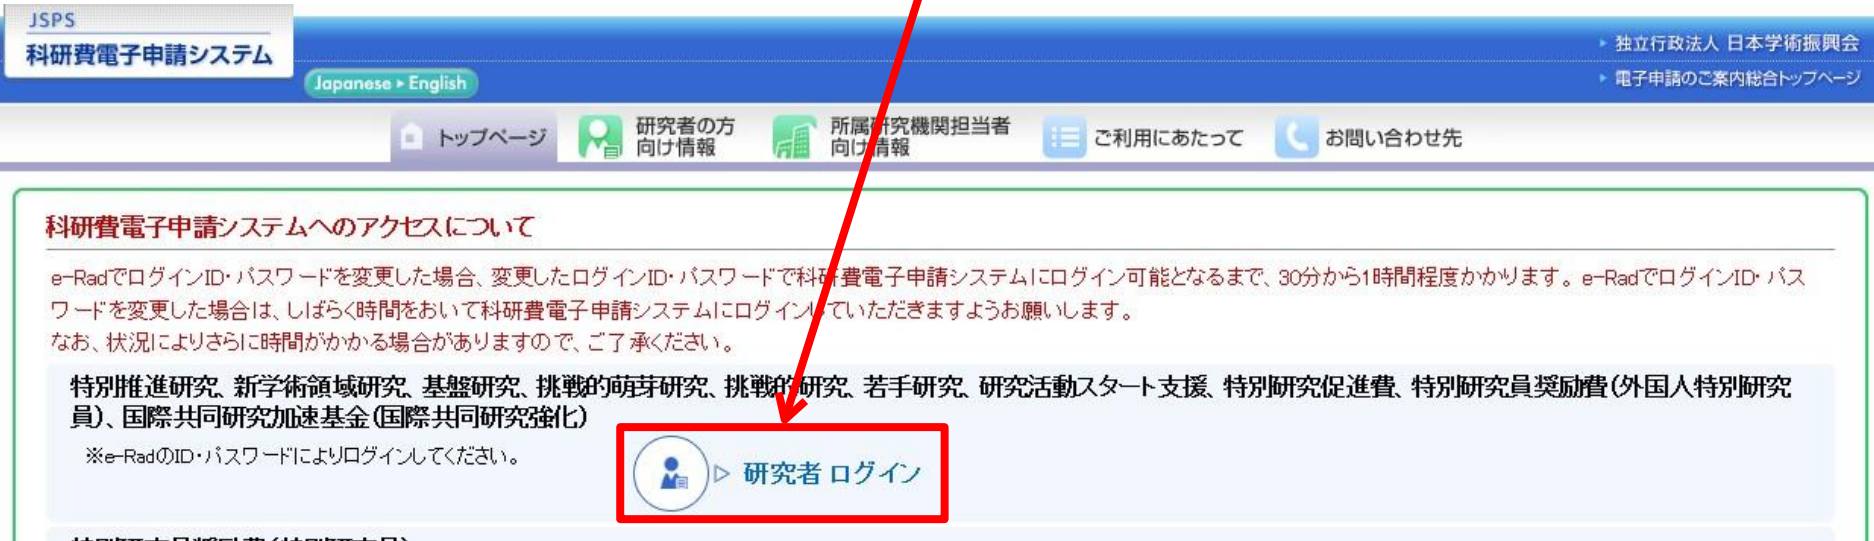 JSPS
科研費電子申請システム
Japanese ▸ English
独立行政法人 日本学術振興会
電子申請のご案内総合トップページ
トップページ
研究者の方
向け情報
所属研究機関担当者
向け情報
ご利用にあたって
お問い合わせ先
科研費電子申請システムへのアクセスについて
e-RadでログインID・パスワードを変更した場合、変更したログインID・パスワードで科研費電子申請システムにログイン可能となるまで、30分から1時間程度かかります。e-RadでログインID・パス
ワードを変更した場合は、しばらく時間をおいて科研費電子申請システムにログインしていただきますようお願いします。
なお、状況によりさらに時間がかかる場合がありますので、ご了承ください。
特別推進研究、新学術領域研究、基盤研究、挑戦的萌芽研究、挑戦的研究、若手研究、研究活動スタート支援、特別研究促進費、特別研究員奨励費(外国人特別研究
員)、国際共同研究加速基金(国際共同研究強化)
※e-RadのID・パスワードによりログインしてください。
▷ 研究者 ログイン